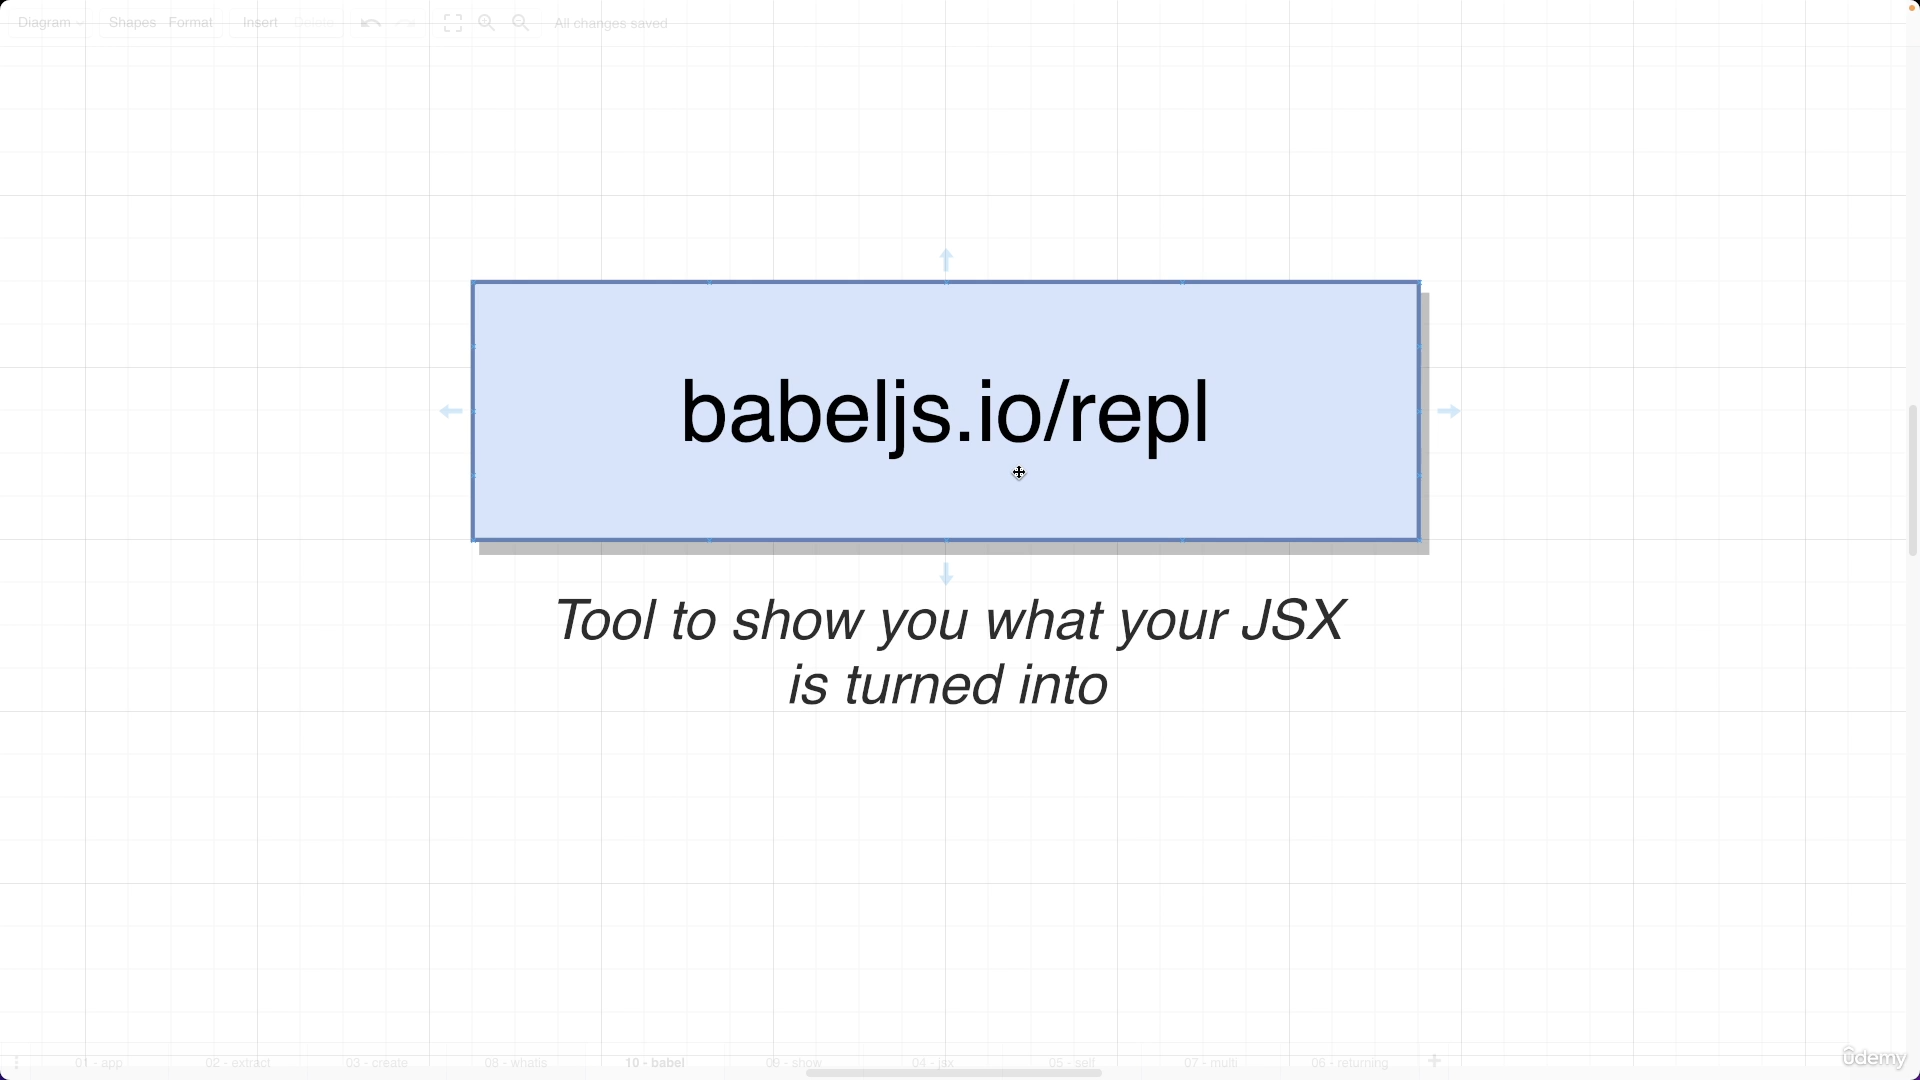 Diagram Shapes Format Insert Delete All changes saved
babeljs.io/repl
Tool to show you what your JSX
is turned into
01 - app 02 - extract 03 - create 08 - whatis 10 - babel 09 - show 04 - jsx 05 - self 07 - multi 06 - returning
ûdemy